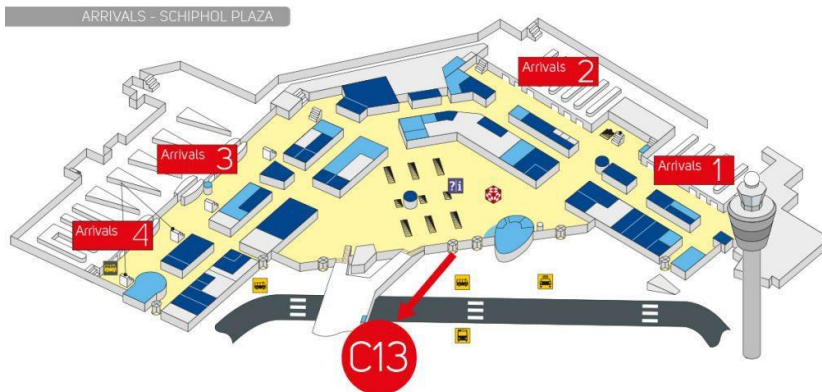 ARRIVALS - SCHIPHOL PLAZA
Arrivals 2
Arrivals 3
Arrivals 1
Arrivals 4
?i
C13